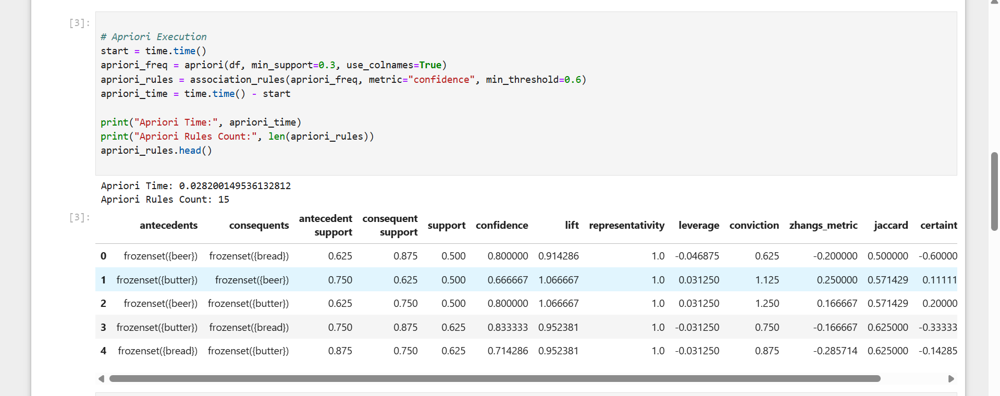 [3]:
# Apriori Execution
start = time.time()
apriori_freq = apriori(df, min_support=0.3, use_colnames=True)
apriori_rules = association_rules(apriori_freq, metric="confidence", min_threshold=0.6)
apriori_time = time.time() - start
print("Apriori Time:", apriori_time)
print("Apriori Rules Count:", len(apriori_rules))
apriori_rules.head()
Apriori Time: 0.028200149536132812
Apriori Rules Count: 15
[3]:
antecedents consequents antecedent support consequent support support confidence lift representativity leverage conviction zhangs_metric jaccard certaint
0 frozenset({beer}) frozenset({bread}) 0.625 0.875 0.500 0.800000 0.914286 1.0 -0.046875 0.625 -0.200000 0.500000 -0.60000
1 frozenset({butter}) frozenset({beer}) 0.750 0.625 0.500 0.666667 1.066667 1.0 0.031250 1.125 0.250000 0.571429 0.11111
2 frozenset({beer}) frozenset({butter}) 0.625 0.750 0.500 0.800000 1.066667 1.0 0.031250 1.250 0.166667 0.571429 0.20000
3 frozenset({butter}) frozenset({bread}) 0.750 0.875 0.625 0.833333 0.952381 1.0 -0.031250 0.750 -0.166667 0.625000 -0.33333
4 frozenset({bread}) frozenset({butter}) 0.875 0.750 0.625 0.714286 0.952381 1.0 -0.031250 0.875 -0.285714 0.625000 -0.14285